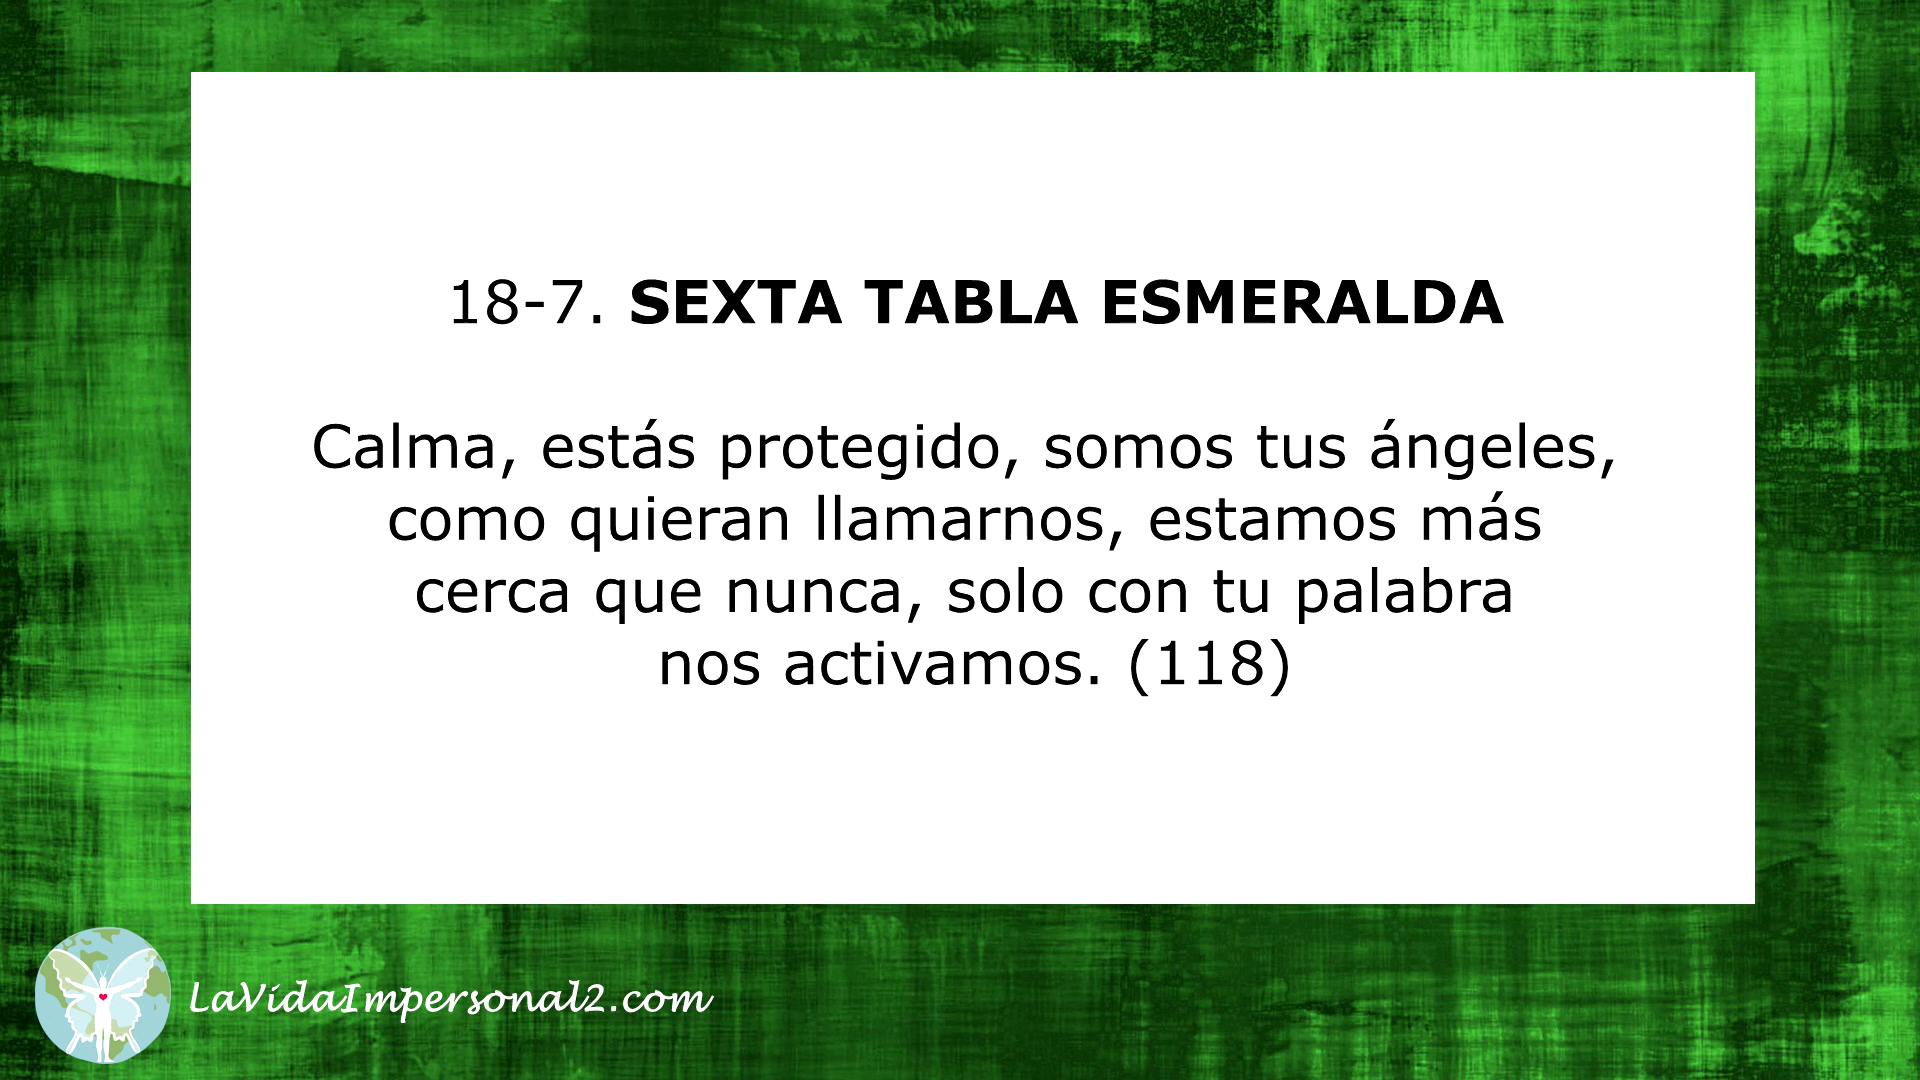 18-7. SEXTA TABLA ESMERALDA
Calma, estás protegido, somos tus ángeles,
como quieran llamarnos, estamos más
cerca que nunca, solo con tu palabra
nos activamos. (118)
LaVidaImpersonal2.com